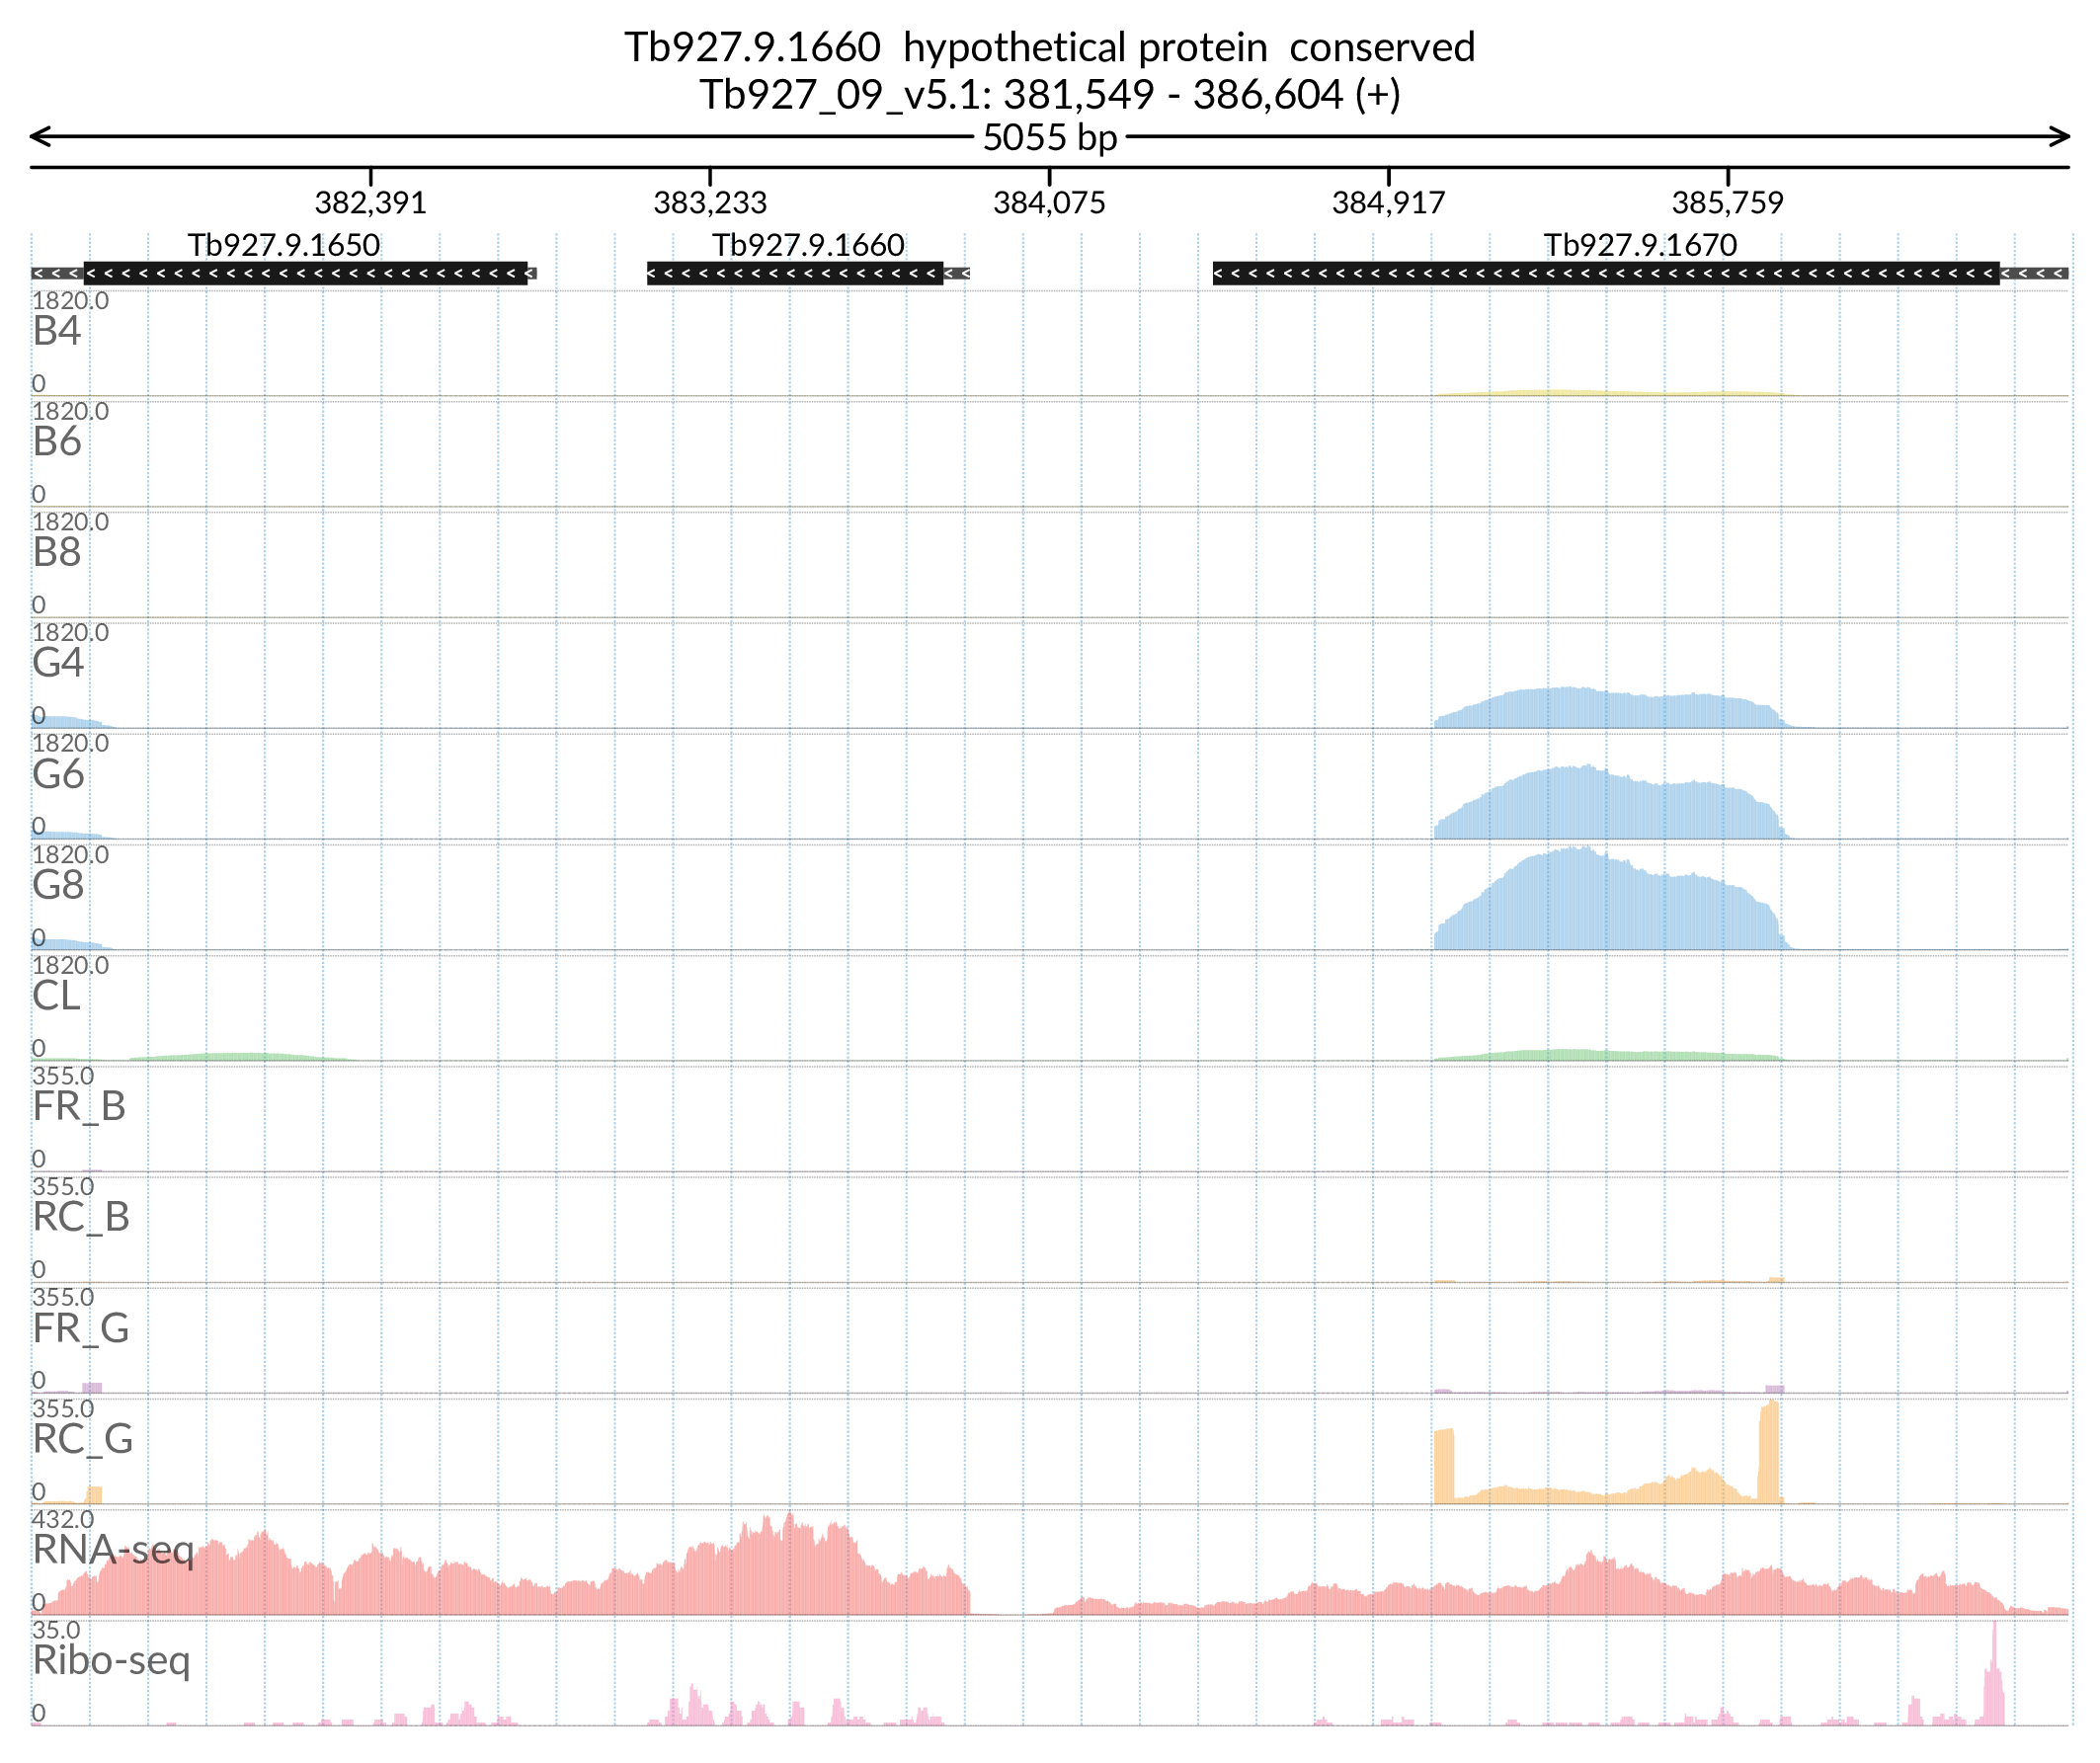 Tb927.9.1660 hypothetical protein conserved
Tb927_09_v5.1: 381,549 - 386,604 (+)
5055 bp
382,391 383,233 384,075 384,917 385,759
Tb927.9.1650 Tb927.9.1660 Tb927.9.1670
1820.0
B4
0
1820.0
B6
0
1820.0
B8
0
1820.0
G4
0
1820.0
G6
0
1820.0
G8
0
1820.0
CL
0
355.0
FR_B
0
355.0
RC_B
0
355.0
FR_G
0
355.0
RC_G
0
432.0
RNA-seq
0
35.0
Ribo-seq
0